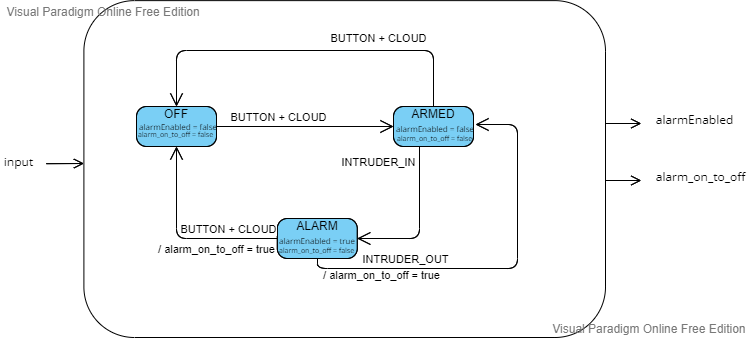 Visual Paradigm Online Free Edition
BUTTON + CLOUD
OFF
alarmEnabled = false
alarm_on_to_off = false
BUTTON + CLOUD
ARMED
alarmEnabled = false
alarm_on_to_off = false
alarmEnabled
input
INTRUDER_IN
alarm_on_to_off
BUTTON + CLOUD
/ alarm_on_to_off = true
ALARM
alarmEnabled = true
alarm_on_to_off = false
INTRUDER_OUT
/ alarm_on_to_off = true
Visual Paradigm Online Free Edition